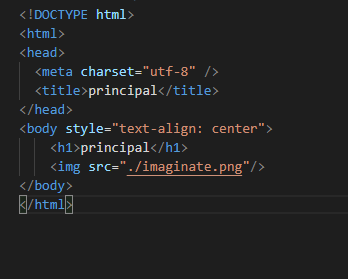 <!DOCTYPE html>
<html>
<head>
<meta charset="utf-8" />
<title>principal</title>
</head>
<body style="text-align: center">
<h1>principal</h1>
<img src="./imaginate.png"/>
</body>
</html>